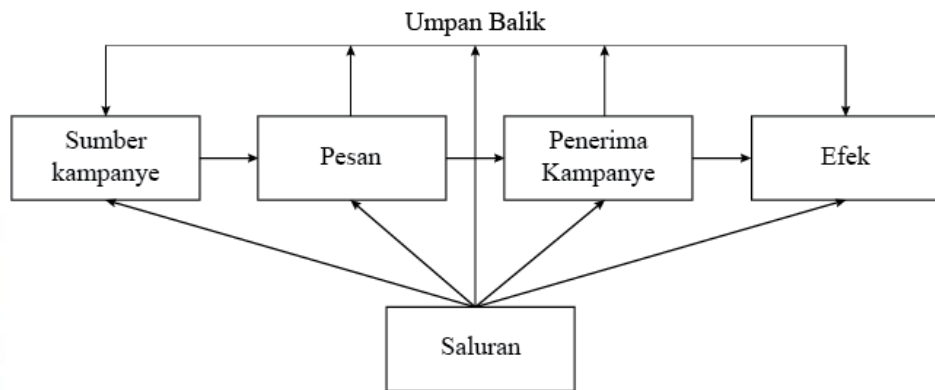 Umpan Balik
Sumber
kampanye
Pesan
Penerima
Kampanye
Efek
Saluran